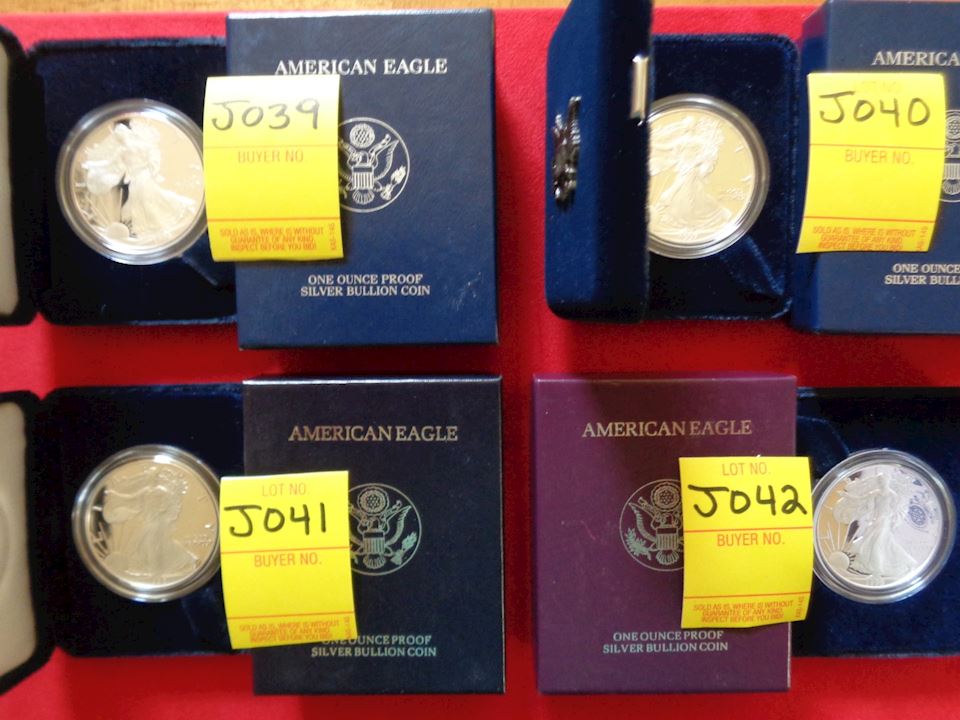 AMERICAN EAGLE
J039
BUYER NO.
SOLD AS IS, WHERE IS WITHOUT
GUARANTEE OF ANY KIND.
INSPECT BEFORE YOU BID!
ONE OUNCE PROOF
SILVER BULLION COIN
AMERICA
LOT NO.
J040
BUYER NO.
SOLD AS IS, WHERE IS WITHOUT
GUARANTEE OF ANY KIND.
INSPECT BEFORE YOU BID!
ONE OUNCE
SILVER BULLION
AMERICAN EAGLE
LOT NO.
J041
BUYER NO.
SOLD AS IS, WHERE IS WITHOUT
GUARANTEE OF ANY KIND.
INSPECT BEFORE YOU BID!
ONE OUNCE PROOF
SILVER BULLION COIN
AMERICAN EAGLE
LOT NO.
J042
BUYER NO.
SOLD AS IS, WHERE IS WITHOUT
GUARANTEE OF ANY KIND.
INSPECT BEFORE YOU BID!
ONE OUNCE PROOF
SILVER BULLION COIN